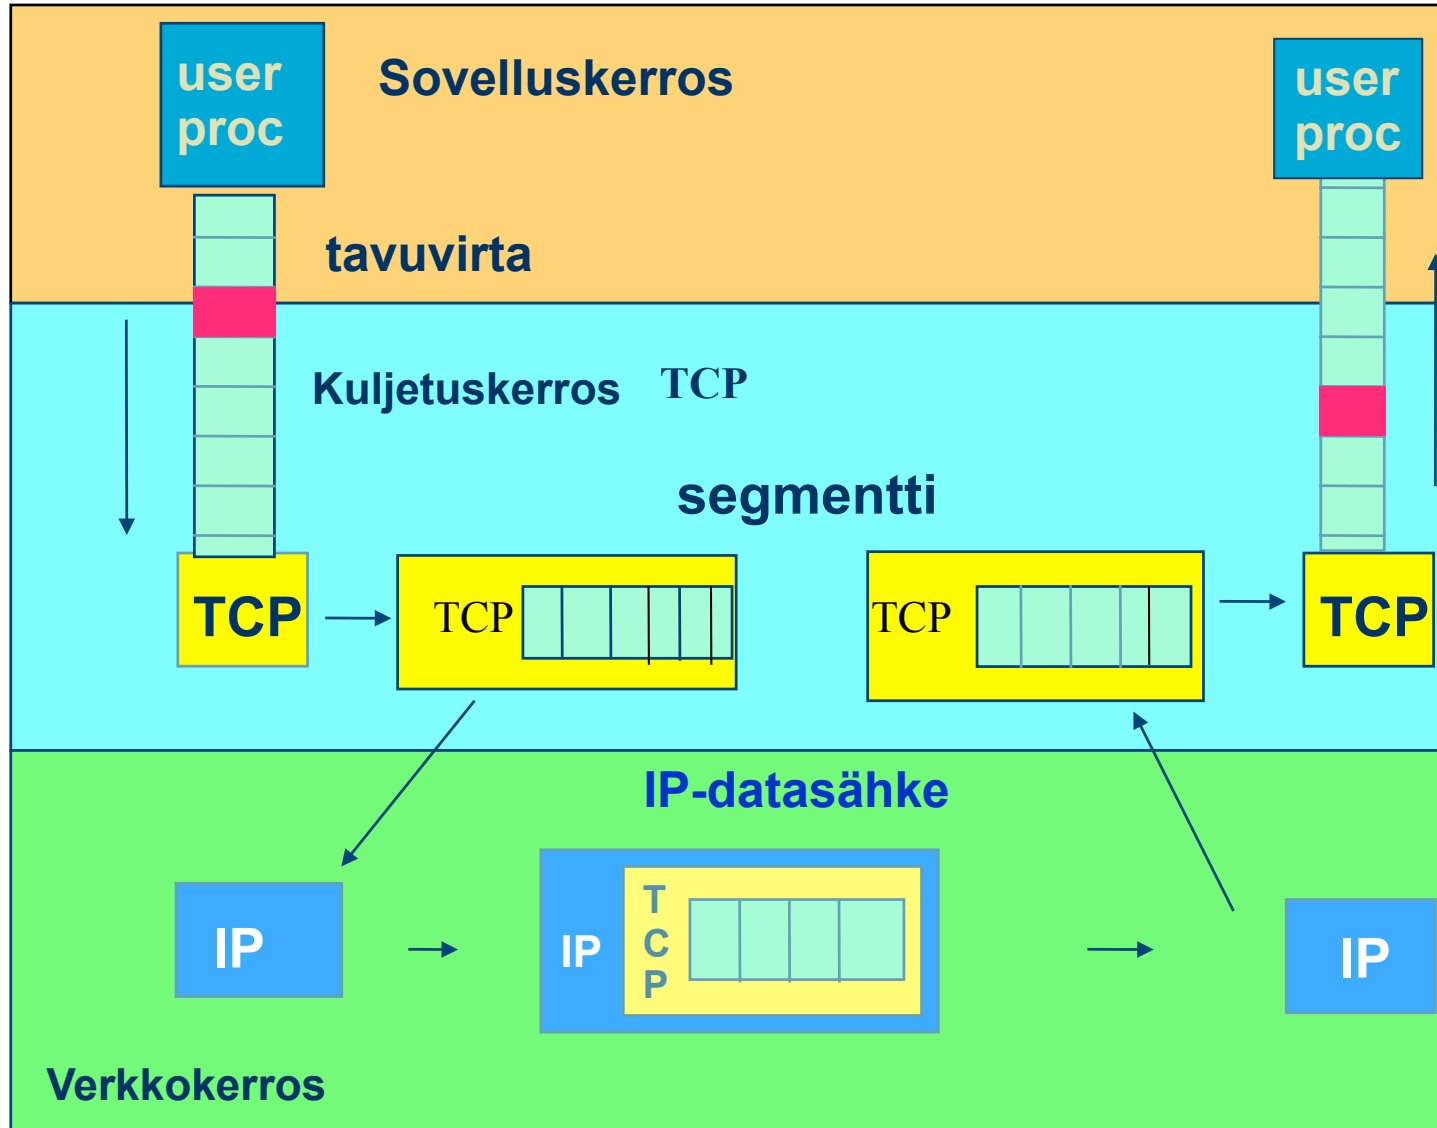 user
proc
Sovelluskerros
user
proc
tavuvirta
Kuljetuskerros TCP
segmentti
TCP
TCP
TCP
TCP
IP-datasähke
IP
IP
T
C
P
IP
Verkkokerros